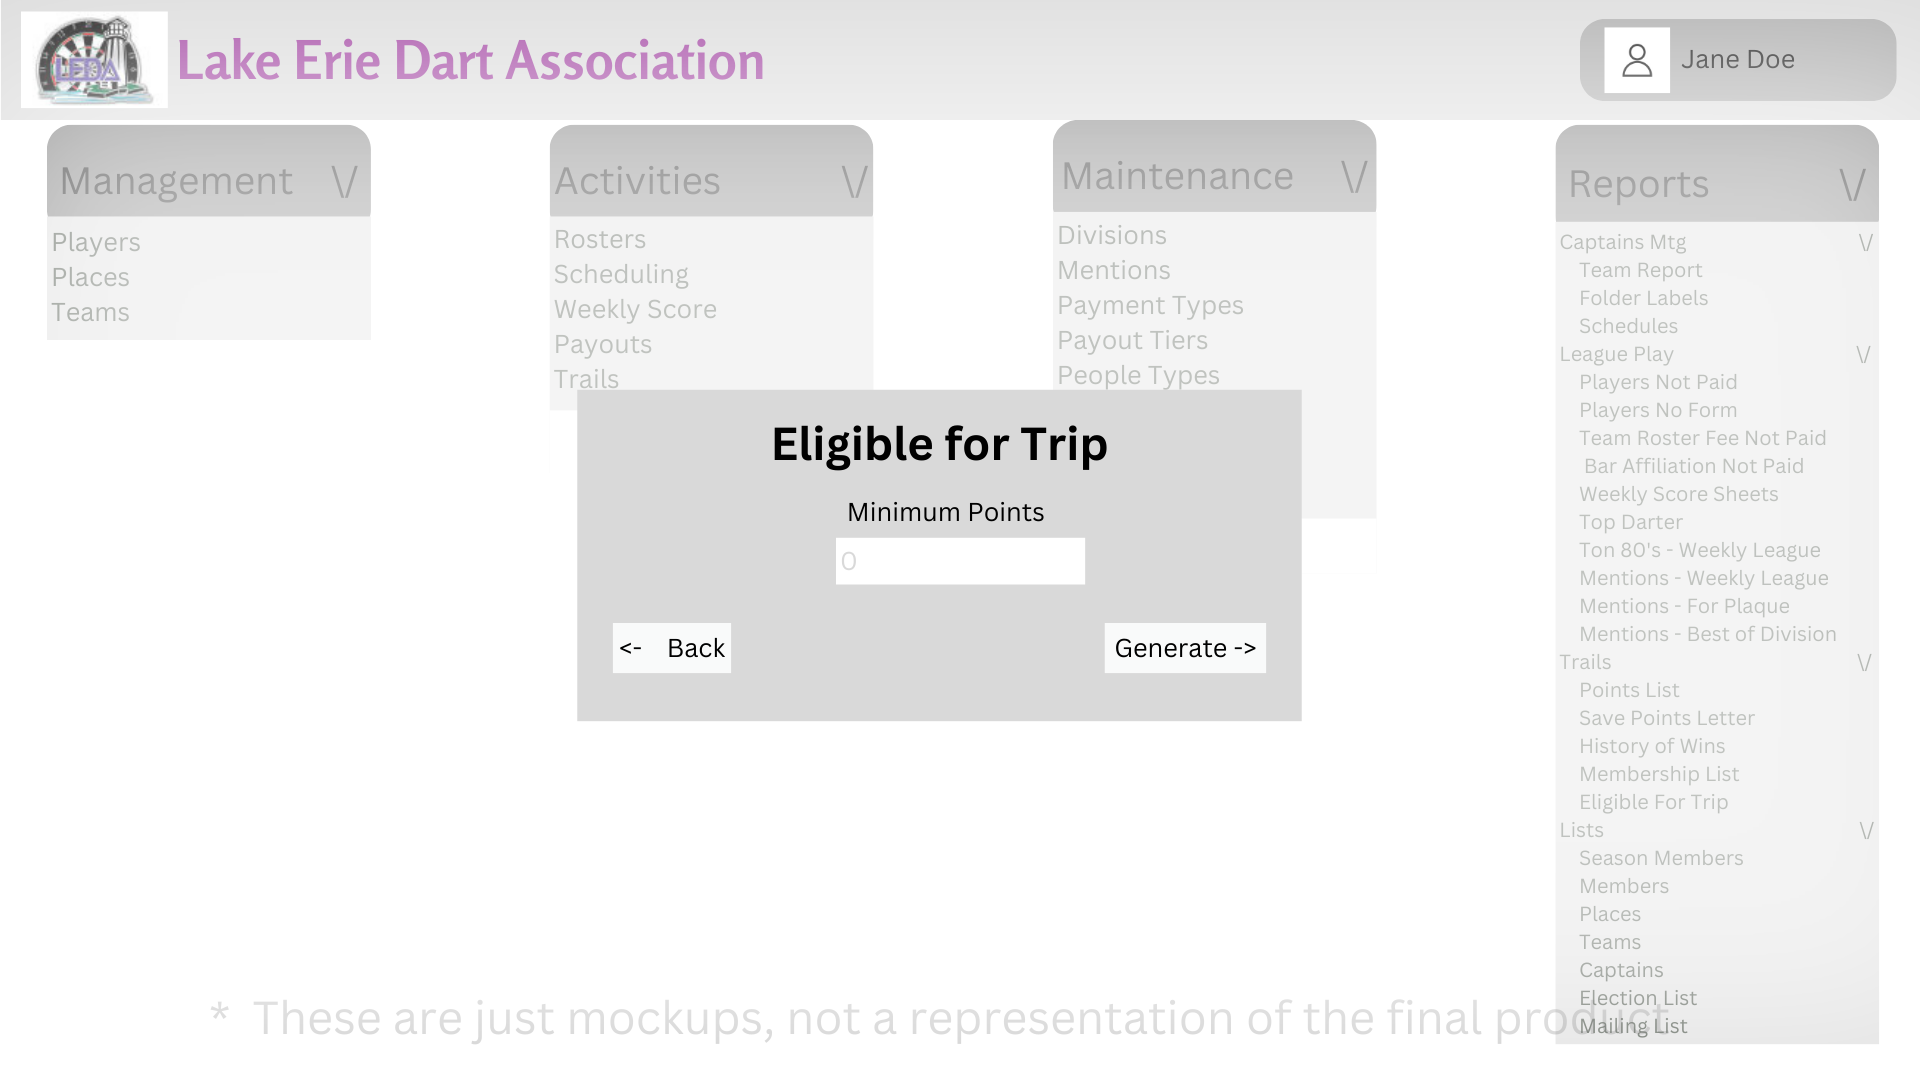 LEDA
Lake Erie Dart Association
Jane Doe
Management \/
Players
Places
Teams
Activities \/
Rosters
Scheduling
Weekly Score
Payouts
Trails
Maintenance \/
Divisions
Mentions
Payment Types
Payout Tiers
People Types
Reports \/
Captains Mtg \/
Team Report
Folder Labels
Schedules
League Play \/
Players Not Paid
Players No Form
Team Roster Fee Not Paid
Bar Affiliation Not Paid
Weekly Score Sheets
Top Darter
Ton 80's - Weekly League
Mentions - Weekly League
Mentions - For Plaque
Mentions - Best of Division
Trails \/
Points List
Save Points Letter
History of Wins
Membership List
Eligible For Trip
Lists \/
Season Members
Members
Places
Teams
Captains
Election List
Mailing List
Eligible for Trip
Minimum Points
0
<- Back
Generate ->
* These are just mockups, not a representation of the final product